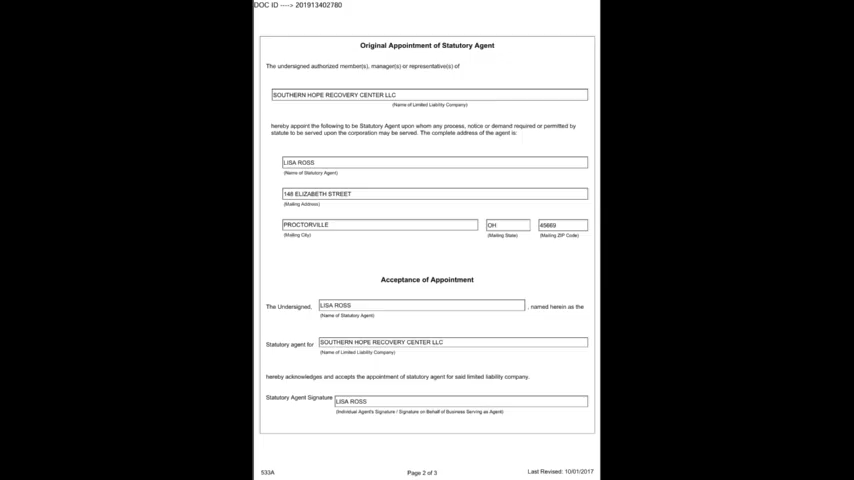 DOC ID ----> 201913402780
Original Appointment of Statutory Agent
The undersigned authorized member(s), manager(s) or representative(s) of
SOUTHERN HOPE RECOVERY CENTER LLC
(Name of Limited Liability Company)
hereby appoint the following to be Statutory Agent upon whom any process, notice or demand required or permitted by
statute to be served upon the corporation may be served. The complete address of the agent is:
LISA ROSS
(Name of Statutory Agent)
148 ELIZABETH STREET
(Mailing Address)
PROCTORVILLE OH 45669
(Mailing City) (Mailing State) (Mailing ZIP Code)
Acceptance of Appointment
The Undersigned, LISA ROSS , named herein as the
(Name of Statutory Agent)
Statutory agent for SOUTHERN HOPE RECOVERY CENTER LLC
(Name of Limited Liability Company)
hereby acknowledges and accepts the appointment of statutory agent for said limited liability company.
Statutory Agent Signature LISA ROSS
(Individual Agent's Signature / Signature on Behalf of Business Serving as Agent)
533A Page 2 of 3 Last Revised: 10/01/2017